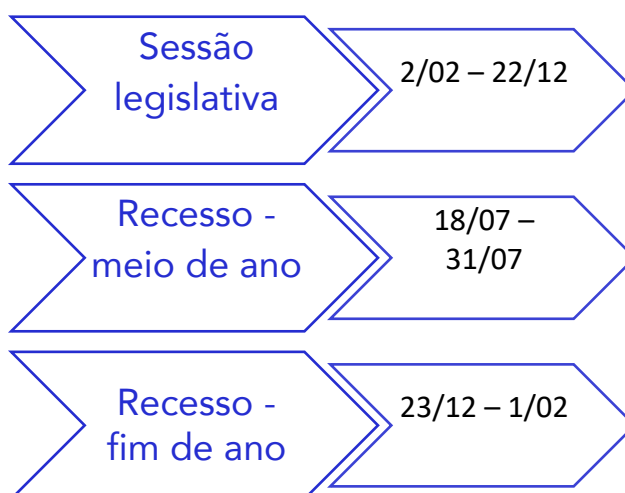 Sessão
legislativa
2/02 – 22/12
Recesso -
meio de ano
18/07 –
31/07
Recesso -
fim de ano
23/12 – 1/02